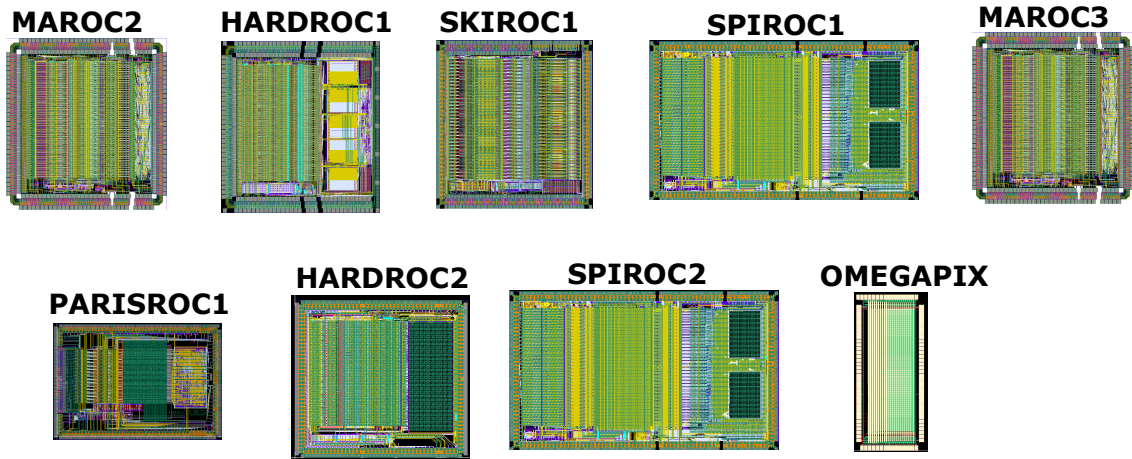 MAROC2
HARDROC1
SKIROC1
SPIROC1
MAROC3
PARISROC1
HARDROC2
SPIROC2
OMEGAPIX